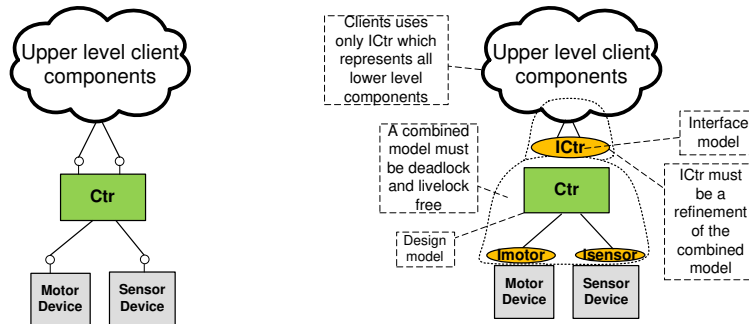 Upper level client
components
Ctr
Motor
Device
Sensor
Device
Clients uses
only ICtr which
represents all
lower level
components
Upper level client
components
A combined
model must
be deadlock
and livelock
free
ICtr
Interface
model
Ctr
ICtr must
be a
refinement
of the
combined
model
Design
model
Imotor
Isensor
Motor
Device
Sensor
Device